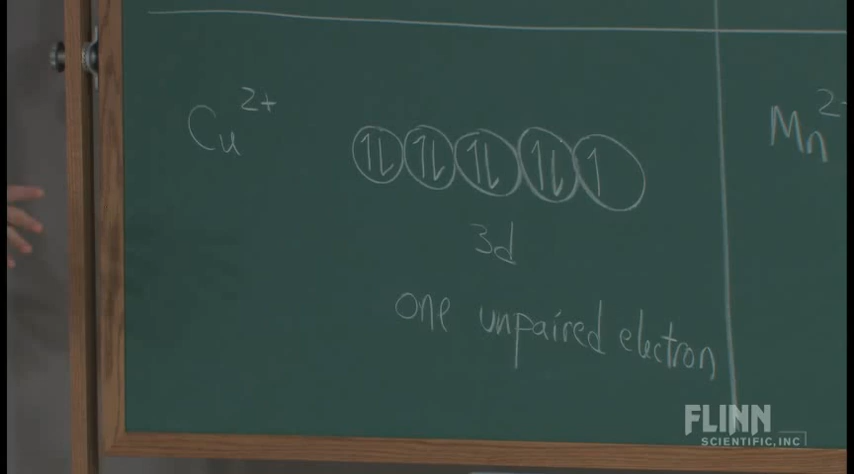 Cu2+
Mn2+
3d
one unpaired electron
FLINN
SCIENTIFIC, INC